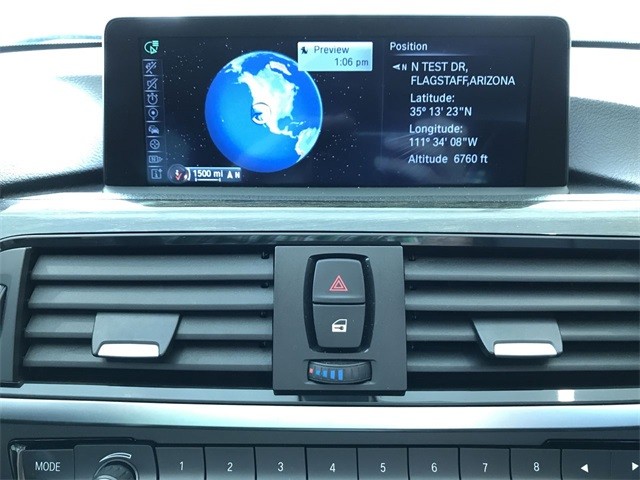 Preview
1:06 pm
Position
N N TEST DR,
FLAGSTAFF,ARIZONA
Latitude:
35° 13' 23"N
Longitude:
111° 34' 08"W
Altitude 6760 ft
1500 mi N
MODE 1 2 3 4 5 6 7 8